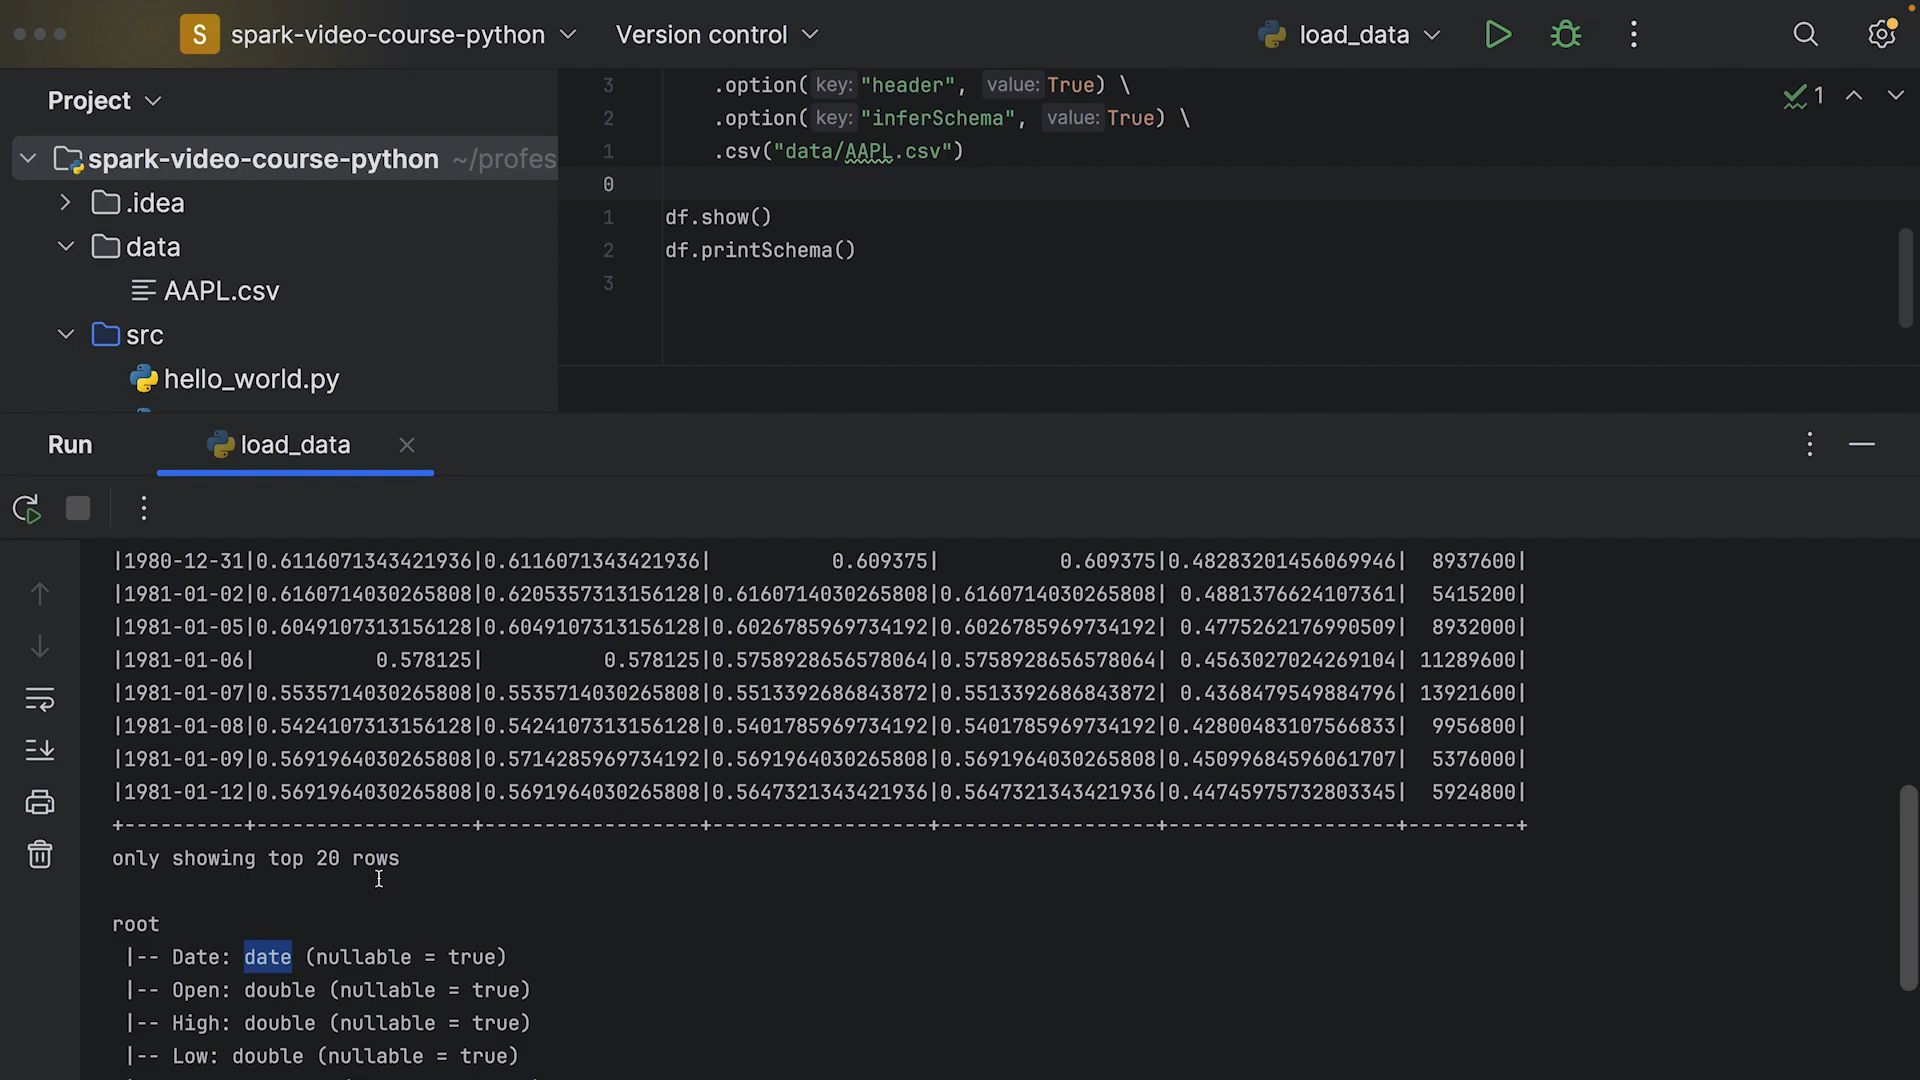 S spark-video-course-python Version control load_data
Project
spark-video-course-python ~/profes
.idea
data
AAPL.csv
src
hello_world.py
3 .option( key: "header", value: True) \
2 .option( key: "inferSchema", value: True) \
1 .csv("data/AAPL.csv")
0
1 df.show()
2 df.printSchema()
3
1
Run load_data
|1980-12-31|0.6116071343421936|0.6116071343421936|          0.609375|          0.609375|0.48283201456069946|  8937600|
|1981-01-02|0.6160714030265808|0.6205357313156128|0.6160714030265808|0.6160714030265808| 0.4881376624107361|  5415200|
|1981-01-05|0.6049107313156128|0.6049107313156128|0.6026785969734192|0.6026785969734192| 0.4775262176990509|  8932000|
|1981-01-06|          0.578125|          0.578125|0.5758928656578064|0.5758928656578064| 0.4563027024269104| 11289600|
|1981-01-07|0.5535714030265808|0.5535714030265808|0.5513392686843872|0.5513392686843872| 0.4368479549884796| 13921600|
|1981-01-08|0.5424107313156128|0.5424107313156128|0.5401785969734192|0.5401785969734192|0.42800483107566833|  9956800|
|1981-01-09|0.5691964030265808|0.5714285969734192|0.5691964030265808|0.5691964030265808|0.45099684596061707|  5376000|
|1981-01-12|0.5691964030265808|0.5691964030265808|0.5647321343421936|0.5647321343421936|0.44745975732803345|  5924800|
+----------+------------------+------------------+------------------+------------------+-------------------+---------+
only showing top 20 rows
root
|-- Date: date (nullable = true)
|-- Open: double (nullable = true)
|-- High: double (nullable = true)
|-- Low: double (nullable = true)